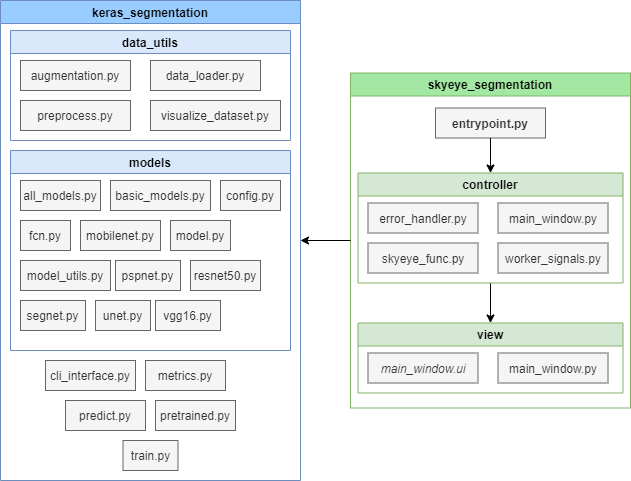 keras_segmentation
data_utils
augmentation.py
data_loader.py
preprocess.py
visualize_dataset.py
models
all_models.py
basic_models.py
config.py
fcn.py
mobilenet.py
model.py
model_utils.py
pspnet.py
resnet50.py
segnet.py
unet.py
vgg16.py
cli_interface.py
metrics.py
predict.py
pretrained.py
train.py
skyeye_segmentation
entrypoint.py
controller
error_handler.py
main_window.py
skyeye_func.py
worker_signals.py
view
main_window.ui
main_window.py